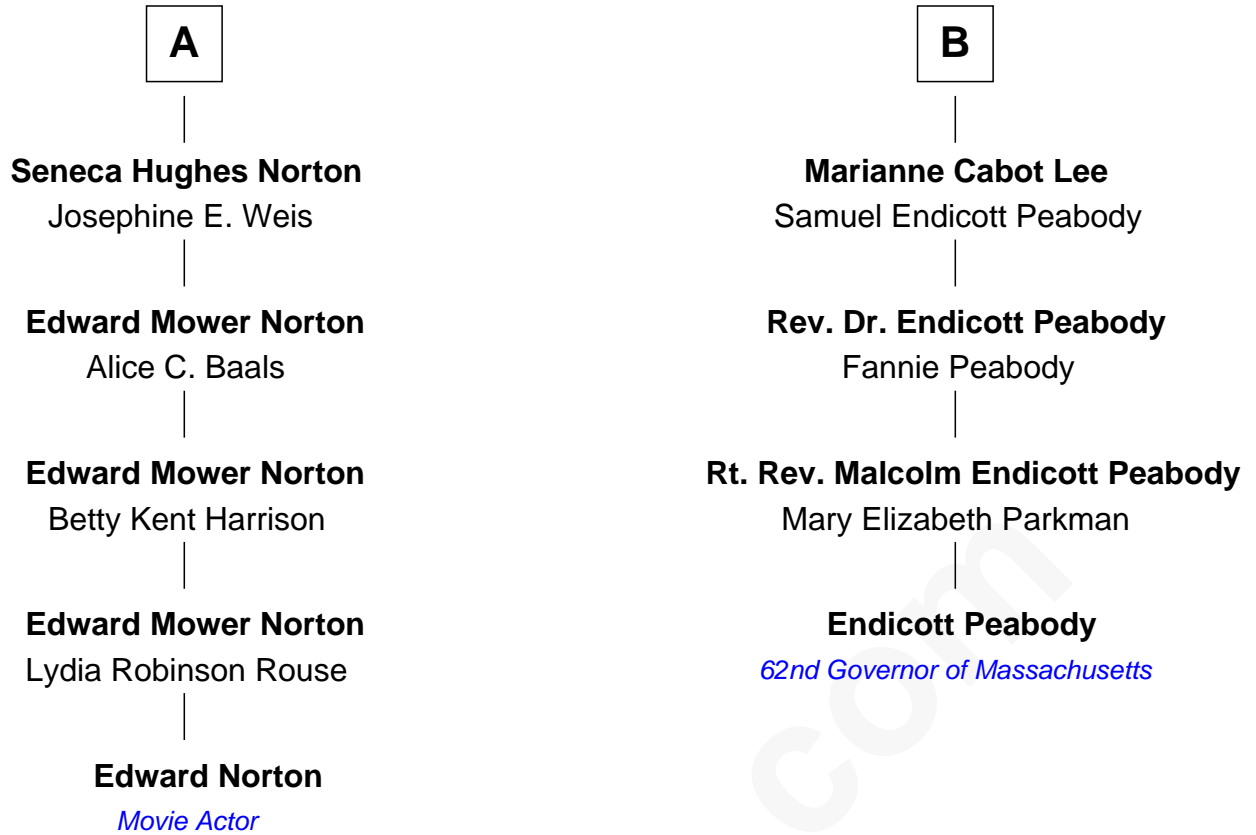 A
B
Seneca Hughes Norton
Josephine E. Weis
Marianne Cabot Lee
Samuel Endicott Peabody
Edward Mower Norton
Alice C. Baals
Rev. Dr. Endicott Peabody
Fannie Peabody
Edward Mower Norton
Betty Kent Harrison
Rt. Rev. Malcolm Endicott Peabody
Mary Elizabeth Parkman
Edward Mower Norton
Lydia Robinson Rouse
Endicott Peabody
62nd Governor of Massachusetts
Edward Norton
Movie Actor
com